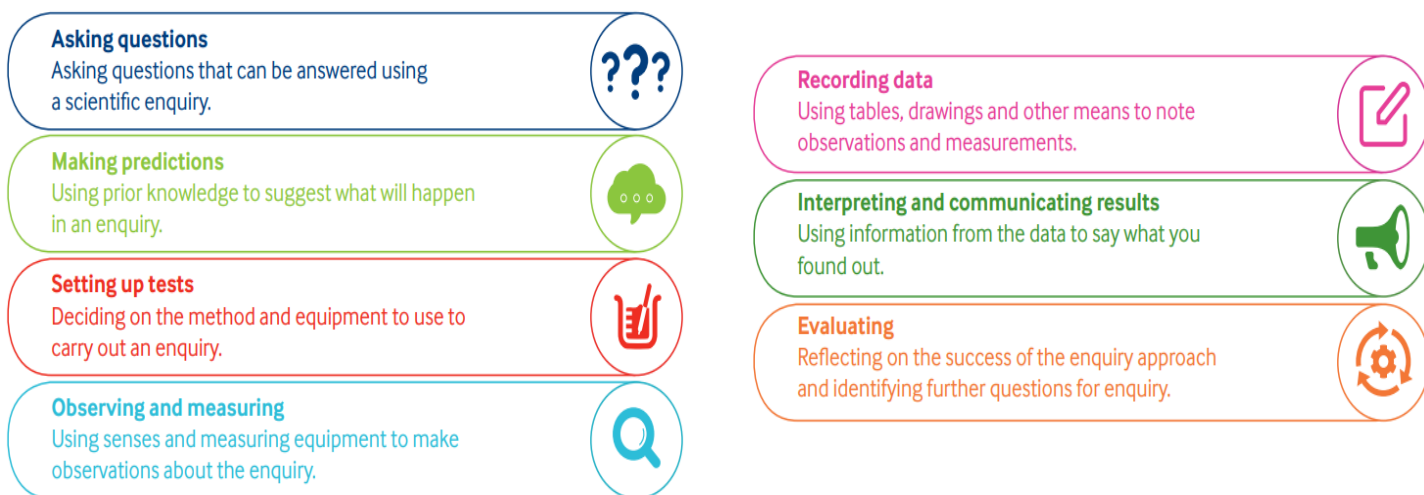 Asking questions
Asking questions that can be answered using
a scientific enquiry.
???
Making predictions
Using prior knowledge to suggest what will happen
in an enquiry.
Setting up tests
Deciding on the method and equipment to use to
carry out an enquiry.
Observing and measuring
Using senses and measuring equipment to make
observations about the enquiry.
Recording data
Using tables, drawings and other means to note
observations and measurements.
Interpreting and communicating results
Using information from the data to say what you
found out.
Evaluating
Reflecting on the success of the enquiry approach
and identifying further questions for enquiry.